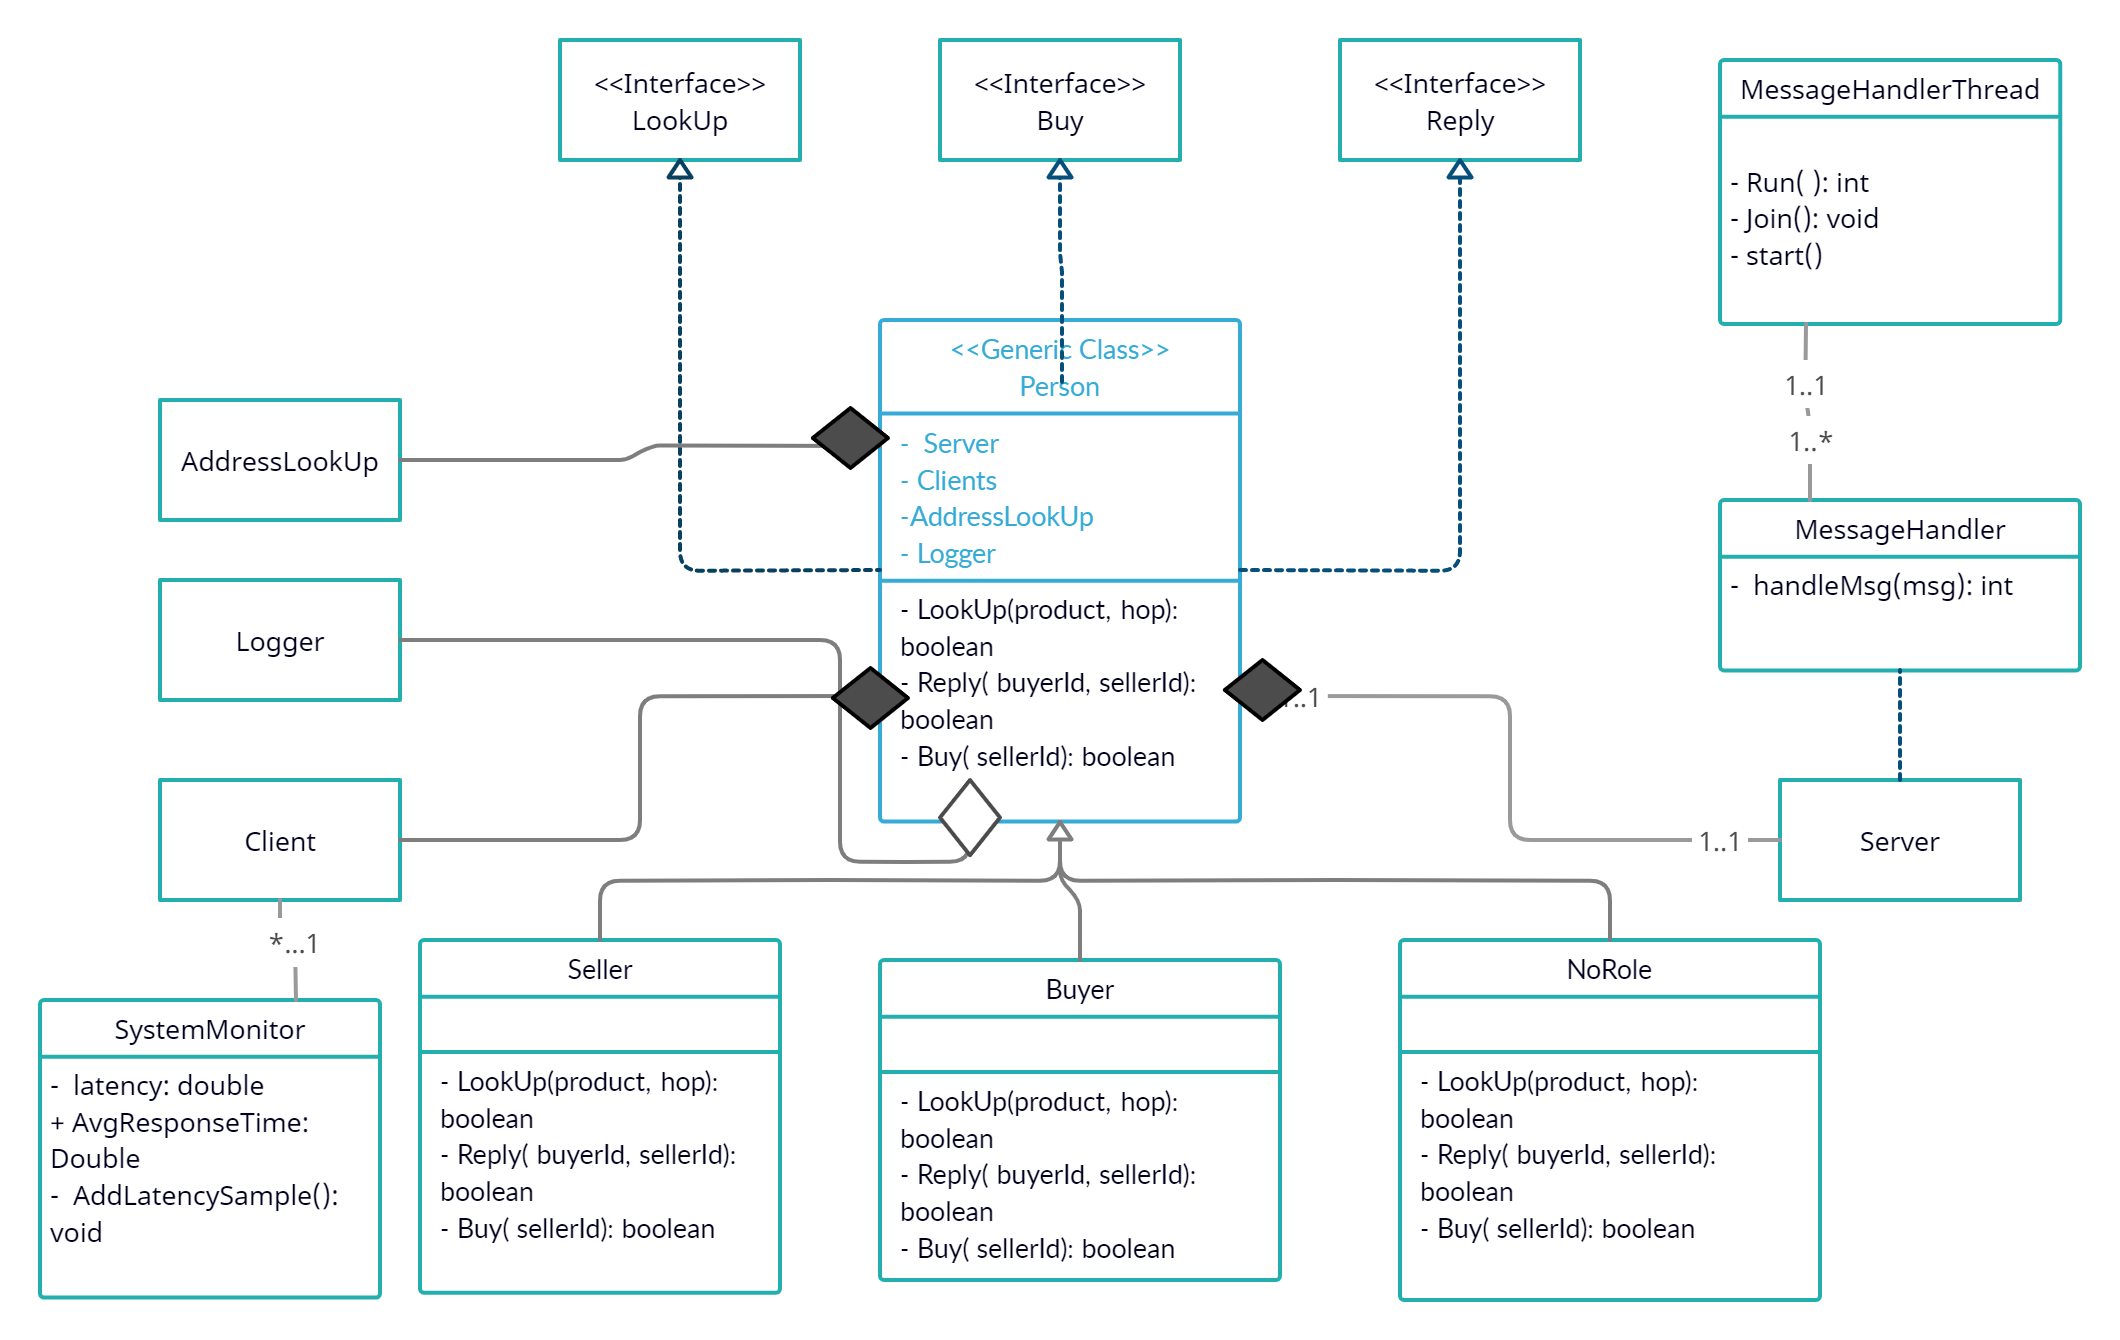 <<Interface>>
LookUp
<<Interface>>
Buy
<<Interface>>
Reply
MessageHandlerThread
- Run( ): int
- Join(): void
- start()
1..1
1..*
<<Generic Class>>
Person
-  Server
- Clients
-AddressLookUp
- Logger
- LookUp(product, hop):
boolean
- Reply( buyerId, sellerId):
boolean
- Buy( sellerId): boolean
AddressLookUp
Logger
Client
MessageHandler
-  handleMsg(msg): int
..1
1..1
Server
*...1
SystemMonitor
-  latency: double
+ AvgResponseTime:
Double
-  AddLatencySample():
void
Seller
- LookUp(product, hop):
boolean
- Reply( buyerId, sellerId):
boolean
- Buy( sellerId): boolean
Buyer
- LookUp(product, hop):
boolean
- Reply( buyerId, sellerId):
boolean
- Buy( sellerId): boolean
NoRole
- LookUp(product, hop):
boolean
- Reply( buyerId, sellerId):
boolean
- Buy( sellerId): boolean